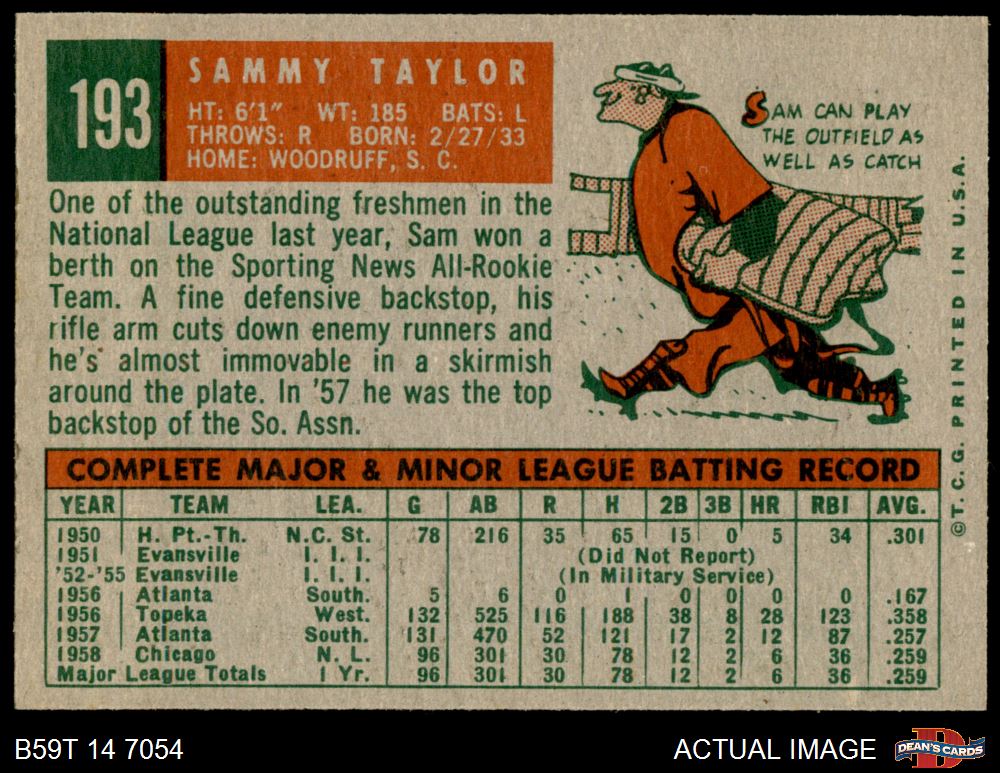 193
SAMMY TAYLOR
HT: 6'1" WT: 185 BATS: L
THROWS: R BORN: 2/27/33
HOME: WOODRUFF, S. C.
SAM CAN PLAY
THE OUTFIELD AS
WELL AS CATCH
One of the outstanding freshmen in the
National League last year, Sam won a
berth on the Sporting News All-Rookie
Team. A fine defensive backstop, his
rifle arm cuts down enemy runners and
he's almost immovable in a skirmish
around the plate. In '57 he was the top
backstop of the So. Assn.
©T. C. G. PRINTED IN U.S.A.
COMPLETE MAJOR & MINOR LEAGUE BATTING RECORD
YEAR TEAM LEA. G AB R H 2B 3B HR RBI AVG.
1950 H. Pt.-Th. N.C. St. 78 216 35 65 15 0 5 34 .301
1951 Evansville I. I. I. (Did Not Report)
'52-'55 Evansville I. I. I. (In Military Service)
1956 Atlanta South. 5 6 0 1 0 0 0 0 .167
1956 Topeka West. 132 525 116 188 38 8 28 123 .358
1957 Atlanta South. 131 470 52 121 17 2 12 87 .257
1958 Chicago N. L. 96 301 30 78 12 2 6 36 .259
Major League Totals 1 Yr. 96 301 30 78 12 2 6 36 .259
B59T 14 7054
ACTUAL IMAGE
D
DEAN'S CARDS